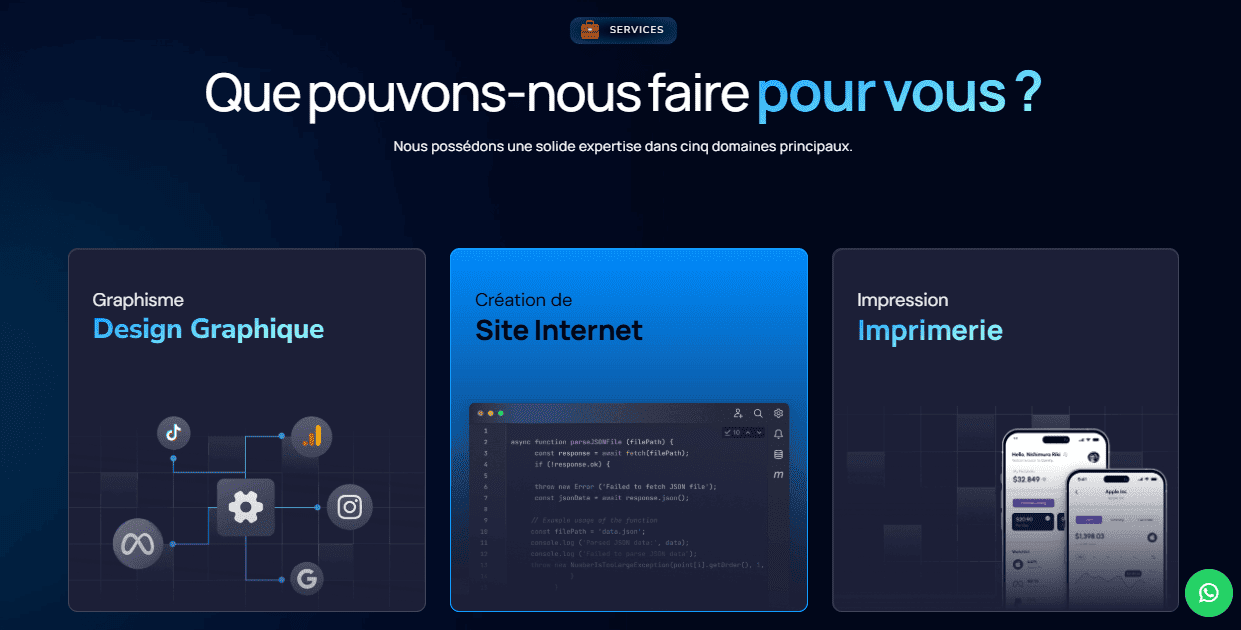 SERVICES
Que pouvons-nous faire pour vous ?
Nous possédons une solide expertise dans cinq domaines principaux.
Graphisme
Design Graphique
Création de
Site Internet
Impression
Imprimerie
1
2 async function parseJSONFile (filePath) {
3 const response = await fetch(filePath);
4 if (!response.ok) {
5
6 throw new Error ('Failed to fetch JSON file');
7 const jsonData = await response.json();
8
9 // Example usage of the function
10 const filePath = 'data.json';
11 console.log ('Parsed JSON data:', data);
12 console.log ('Failed to parse JSON data');
13 throw new NumberIsTooLargeException(point[i].getOrder(), t,
10
m
G
Hello, Nishimura Riki
$32.849
$20.790
9:41
Apple Inc
$1,398.03